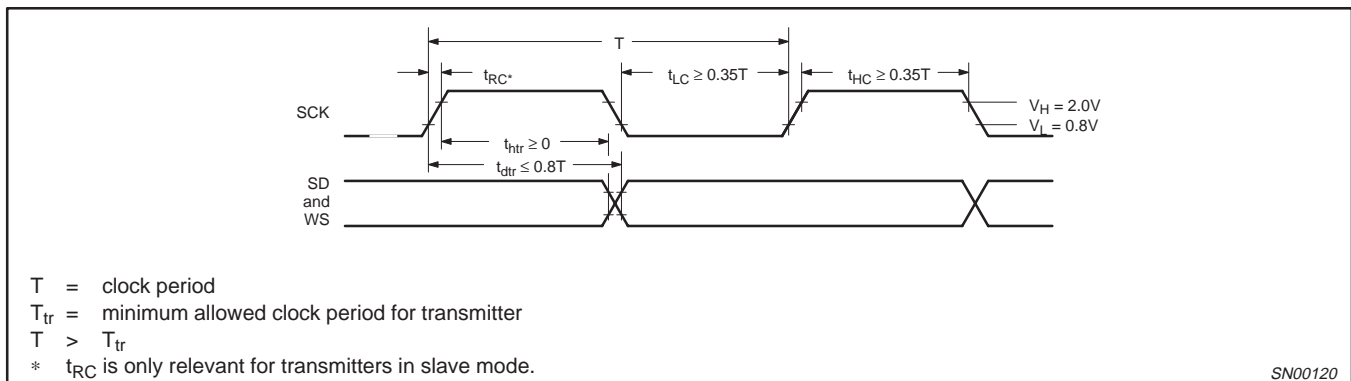 T
tRC*
tLC ≥ 0.35T
tHC ≥ 0.35T
SCK
VH = 2.0V
VL = 0.8V
thtr ≥ 0
tdtr ≤ 0.8T
SD
and
WS
T = clock period
Ttr = minimum allowed clock period for transmitter
T > Ttr
* tRC is only relevant for transmitters in slave mode.
SN00120